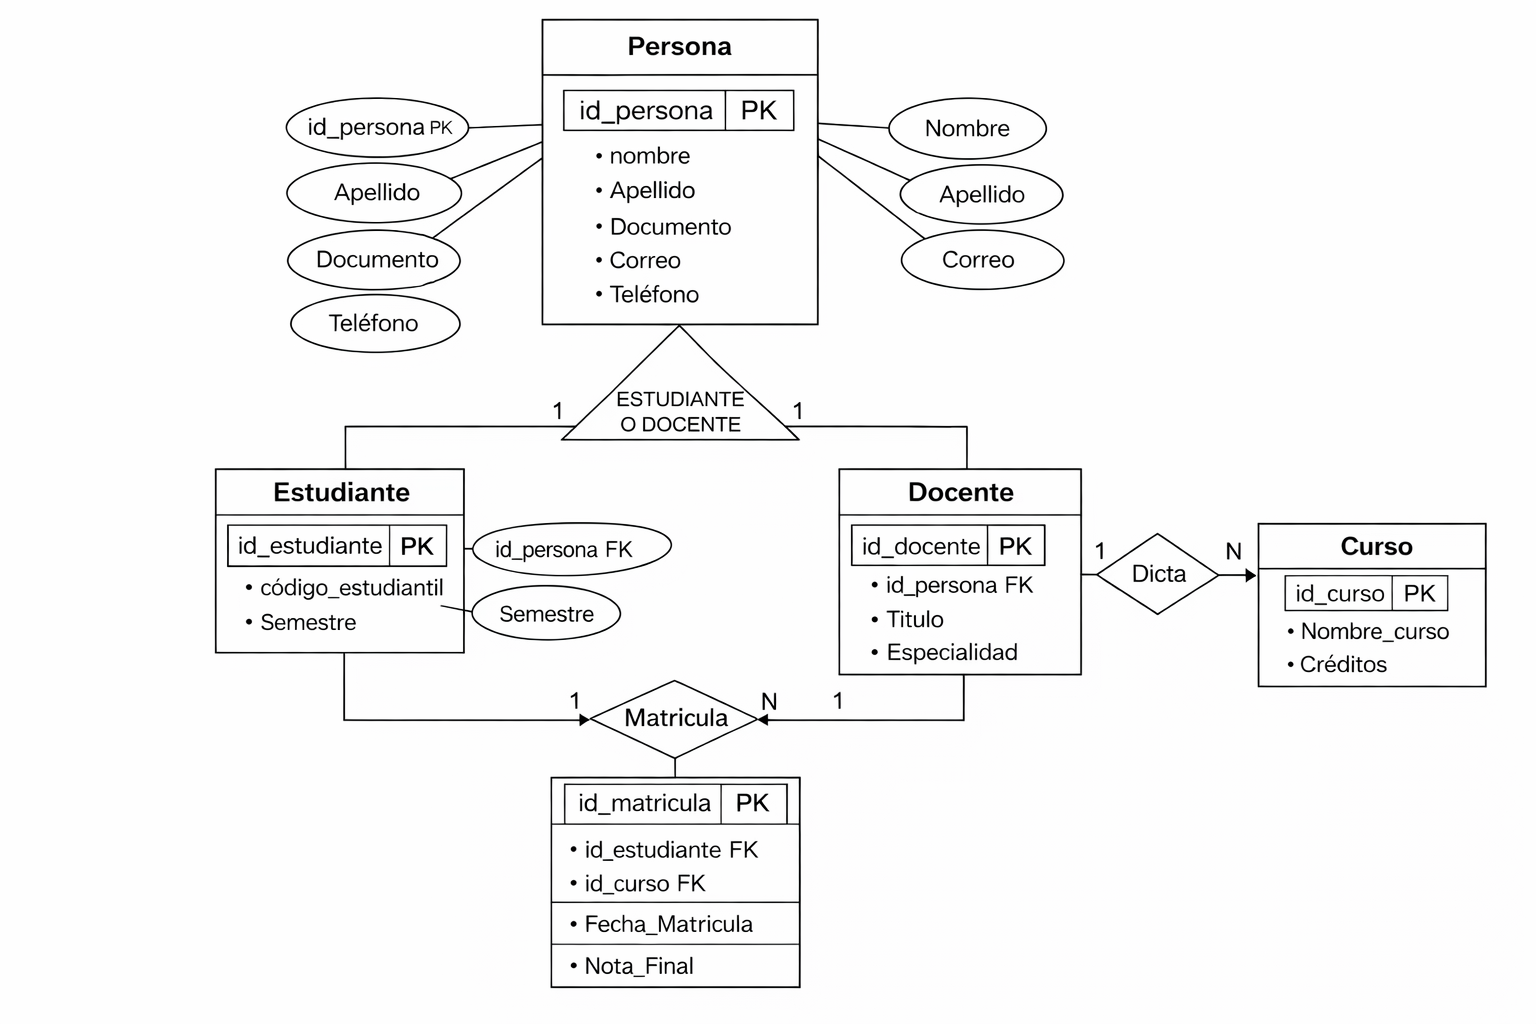 Persona
id_persona PK
• nombre
• Apellido
• Documento
• Correo
• Teléfono
id_persona PK
Apellido
Documento
Teléfono
Nombre
Apellido
Correo
ESTUDIANTE
O DOCENTE
1
1
Estudiante
id_estudiante PK
• código_estudiantil
• Semestre
id_persona FK
Semestre
Docente
id_docente PK
• id_persona FK
• Titulo
• Especialidad
1
Dicta
N
Curso
id_curso PK
• Nombre_curso
• Créditos
1
Matricula
N
1
id_matricula PK
• id_estudiante FK
• id_curso FK
• Fecha_Matricula
• Nota_Final